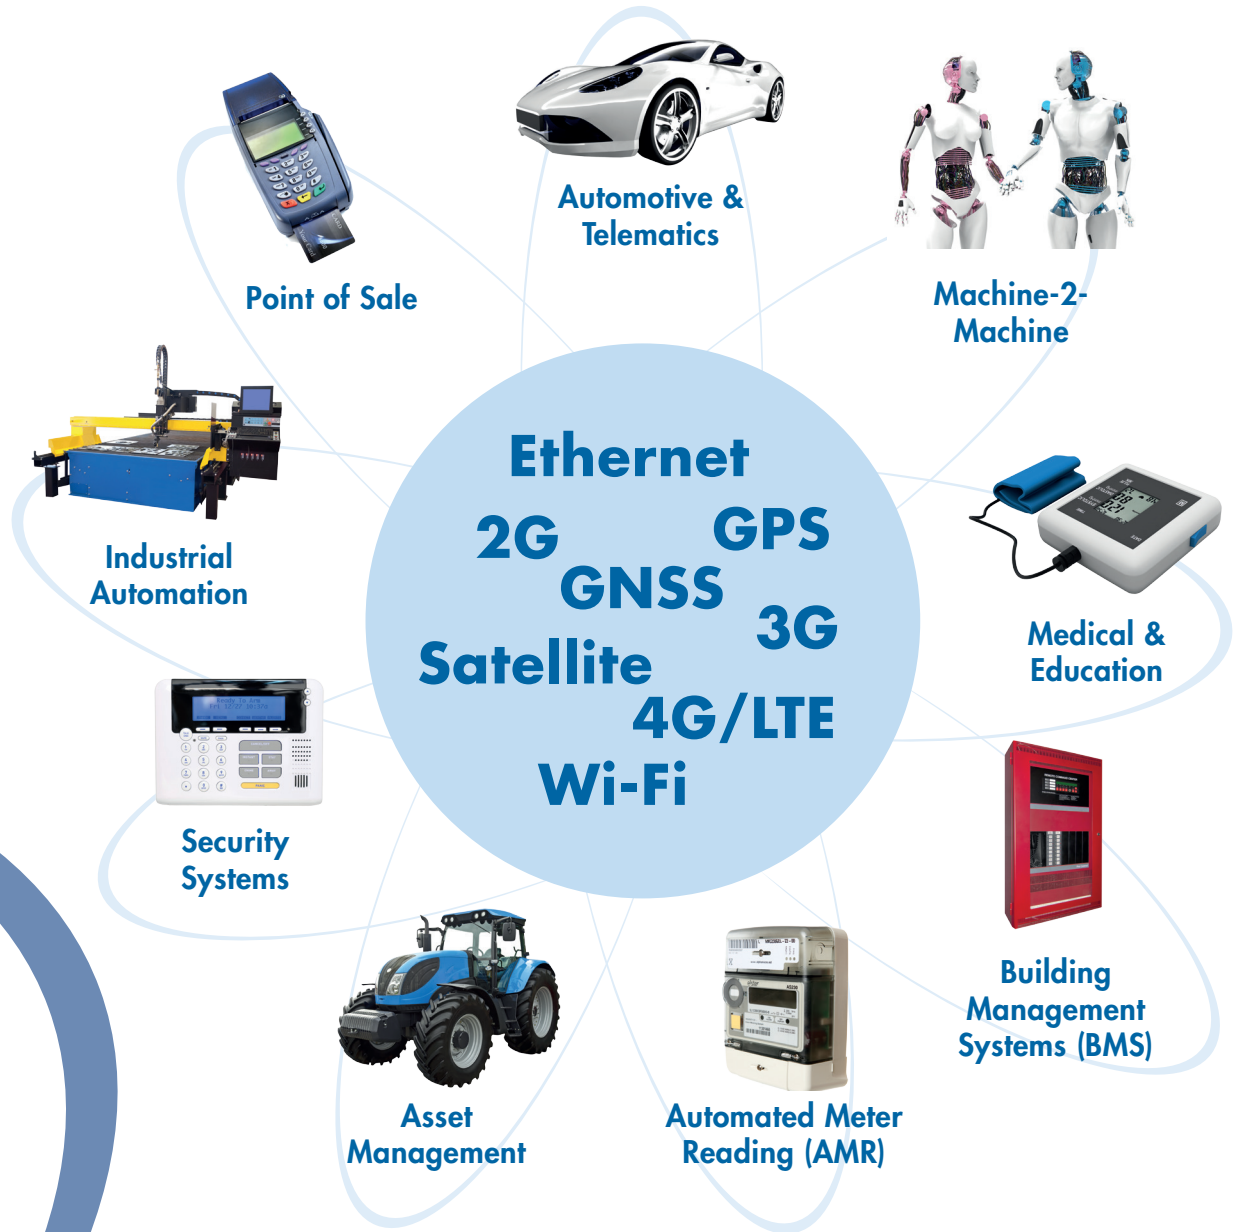 Automotive &
Telematics
Point of Sale
Machine-2-
Machine
Ethernet
2G
GPS
GNSS
3G
Satellite
4G/LTE
Wi-Fi
Industrial
Automation
Medical &
Education
Security
Systems
Building
Management
Systems (BMS)
Asset
Management
Automated Meter
Reading (AMR)